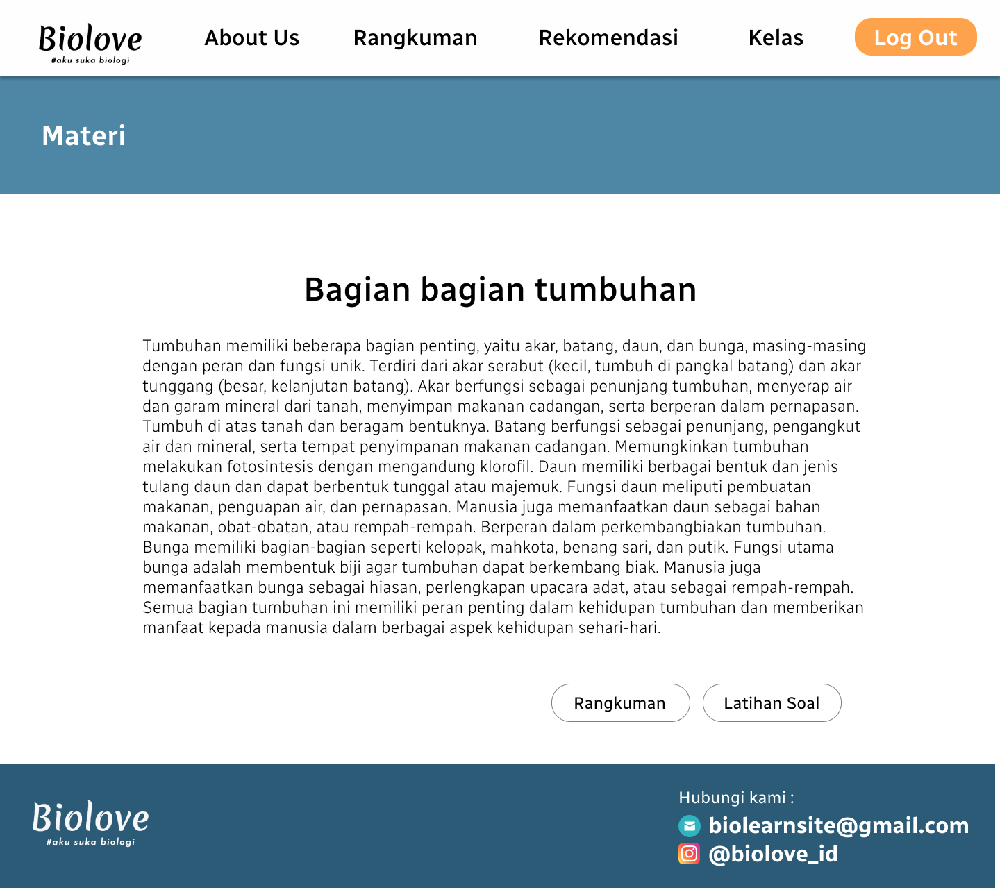 Biolove
#aku suka biologi
About Us
Rangkuman
Rekomendasi
Kelas
Log Out
Materi
Bagian bagian tumbuhan
Tumbuhan memiliki beberapa bagian penting, yaitu akar, batang, daun, dan bunga, masing-masing
dengan peran dan fungsi unik. Terdiri dari akar serabut (kecil, tumbuh di pangkal batang) dan akar
tunggang (besar, kelanjutan batang). Akar berfungsi sebagai penunjang tumbuhan, menyerap air
dan garam mineral dari tanah, menyimpan makanan cadangan, serta berperan dalam pernapasan.
Tumbuh di atas tanah dan beragam bentuknya. Batang berfungsi sebagai penunjang, pengangkut
air dan mineral, serta tempat penyimpanan makanan cadangan. Memungkinkan tumbuhan
melakukan fotosintesis dengan mengandung klorofil. Daun memiliki berbagai bentuk dan jenis
tulang daun dan dapat berbentuk tunggal atau majemuk. Fungsi daun meliputi pembuatan
makanan, penguapan air, dan pernapasan. Manusia juga memanfaatkan daun sebagai bahan
makanan, obat-obatan, atau rempah-rempah. Berperan dalam perkembangbiakan tumbuhan.
Bunga memiliki bagian-bagian seperti kelopak, mahkota, benang sari, dan putik. Fungsi utama
bunga adalah membentuk biji agar tumbuhan dapat berkembang biak. Manusia juga
memanfaatkan bunga sebagai hiasan, perlengkapan upacara adat, atau sebagai rempah-rempah.
Semua bagian tumbuhan ini memiliki peran penting dalam kehidupan tumbuhan dan memberikan
manfaat kepada manusia dalam berbagai aspek kehidupan sehari-hari.
Rangkuman
Latihan Soal
Biolove
#aku suka biologi
Hubungi kami :
biolearnsite@gmail.com
@biolove_id